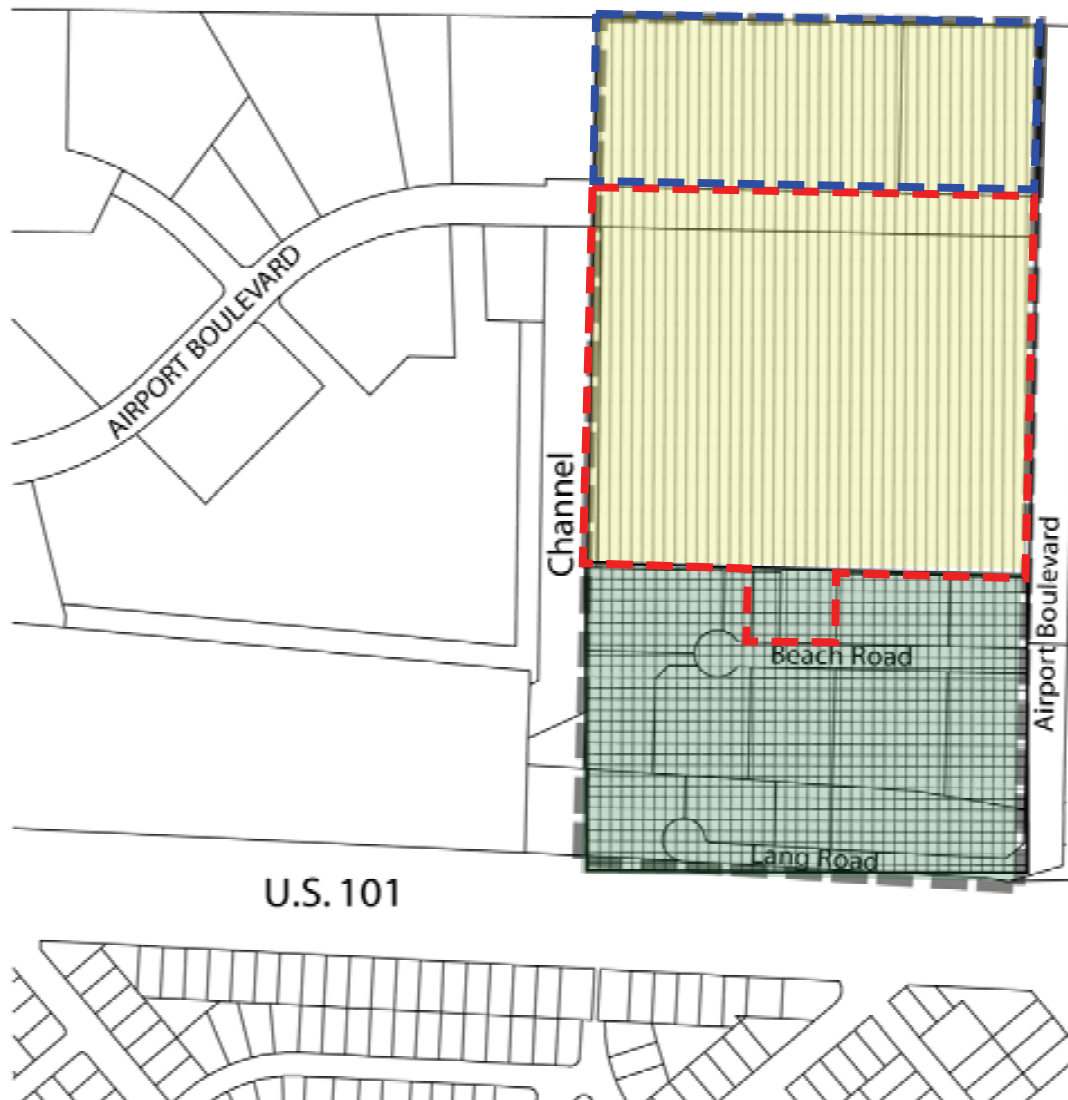 AIRPORT BOULEVARD
Channel
Airport Boulevard
Beach Road
Lang Road
U.S. 101